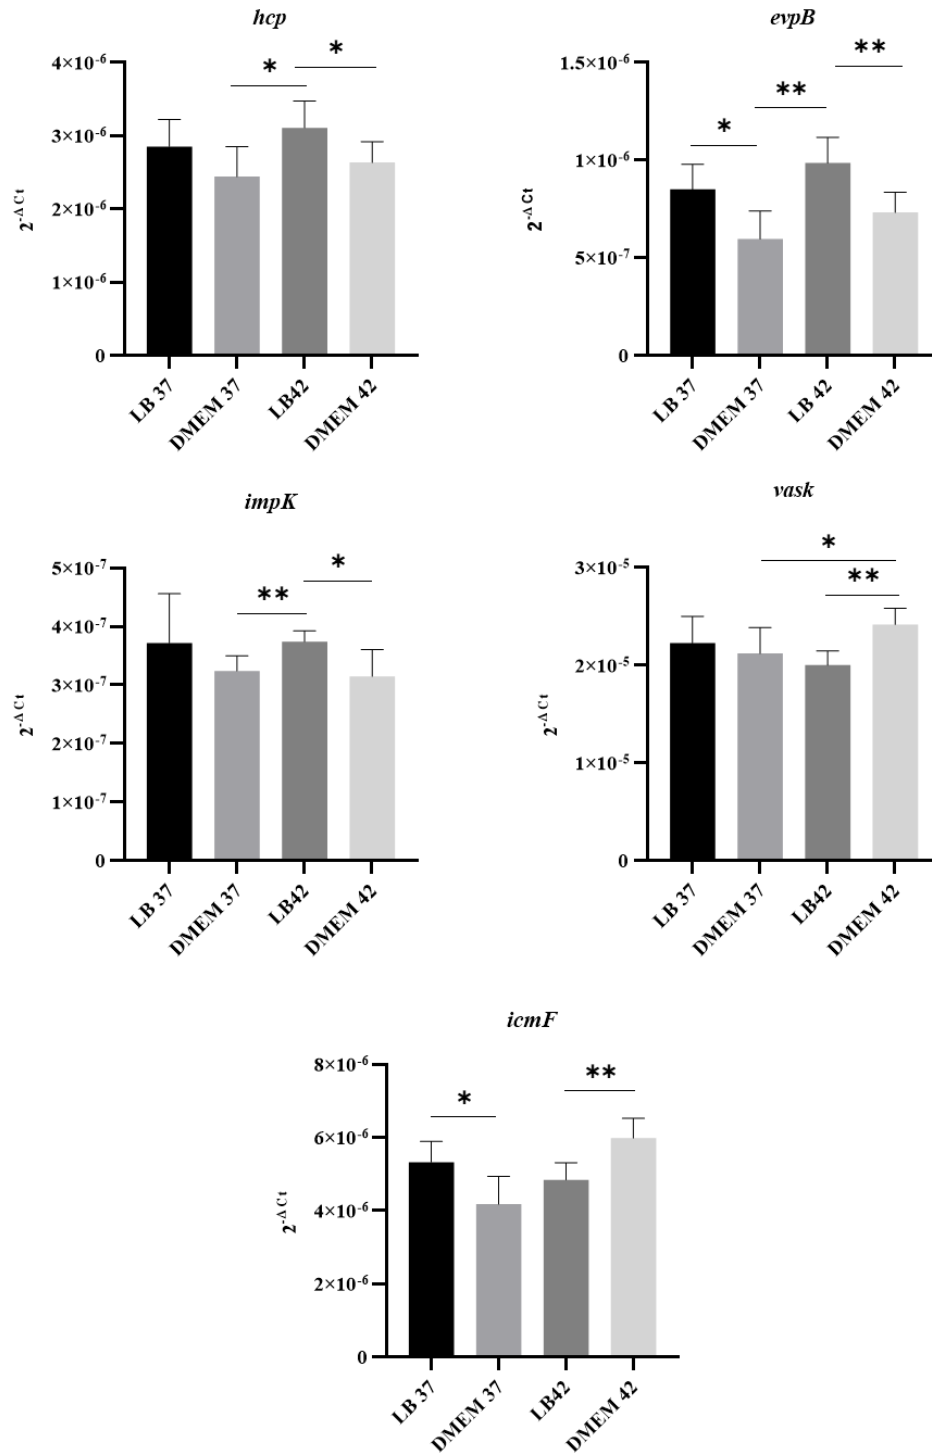 hcp
*
*
4×10⁻⁶
3×10⁻⁶
2×10⁻⁶
1×10⁻⁶
0
2⁻ᐞ ᶜᵗ
LB 37
DMEM 37
LB42
DMEM 42
evpB
**
**
*
1.5×10⁻⁶
1×10⁻⁶
5×10⁻⁷
0
2⁻ᐞ ᶜᵗ
LB 37
DMEM 37
LB 42
DMEM 42
impK
*
**
5×10⁻⁷
4×10⁻⁷
3×10⁻⁷
2×10⁻⁷
1×10⁻⁷
0
2⁻ᐞ ᶜᵗ
LB 37
DMEM 37
LB42
DMEM 42
vask
*
**
3×10⁻⁵
2×10⁻⁵
1×10⁻⁵
0
2⁻ᐞ ᶜᵗ
LB 37
DMEM 37
LB42
DMEM 42
icmF
**
*
8×10⁻⁶
6×10⁻⁶
4×10⁻⁶
2×10⁻⁶
0
2⁻ᐞ ᶜᵗ
LB 37
DMEM 37
LB42
DMEM 42